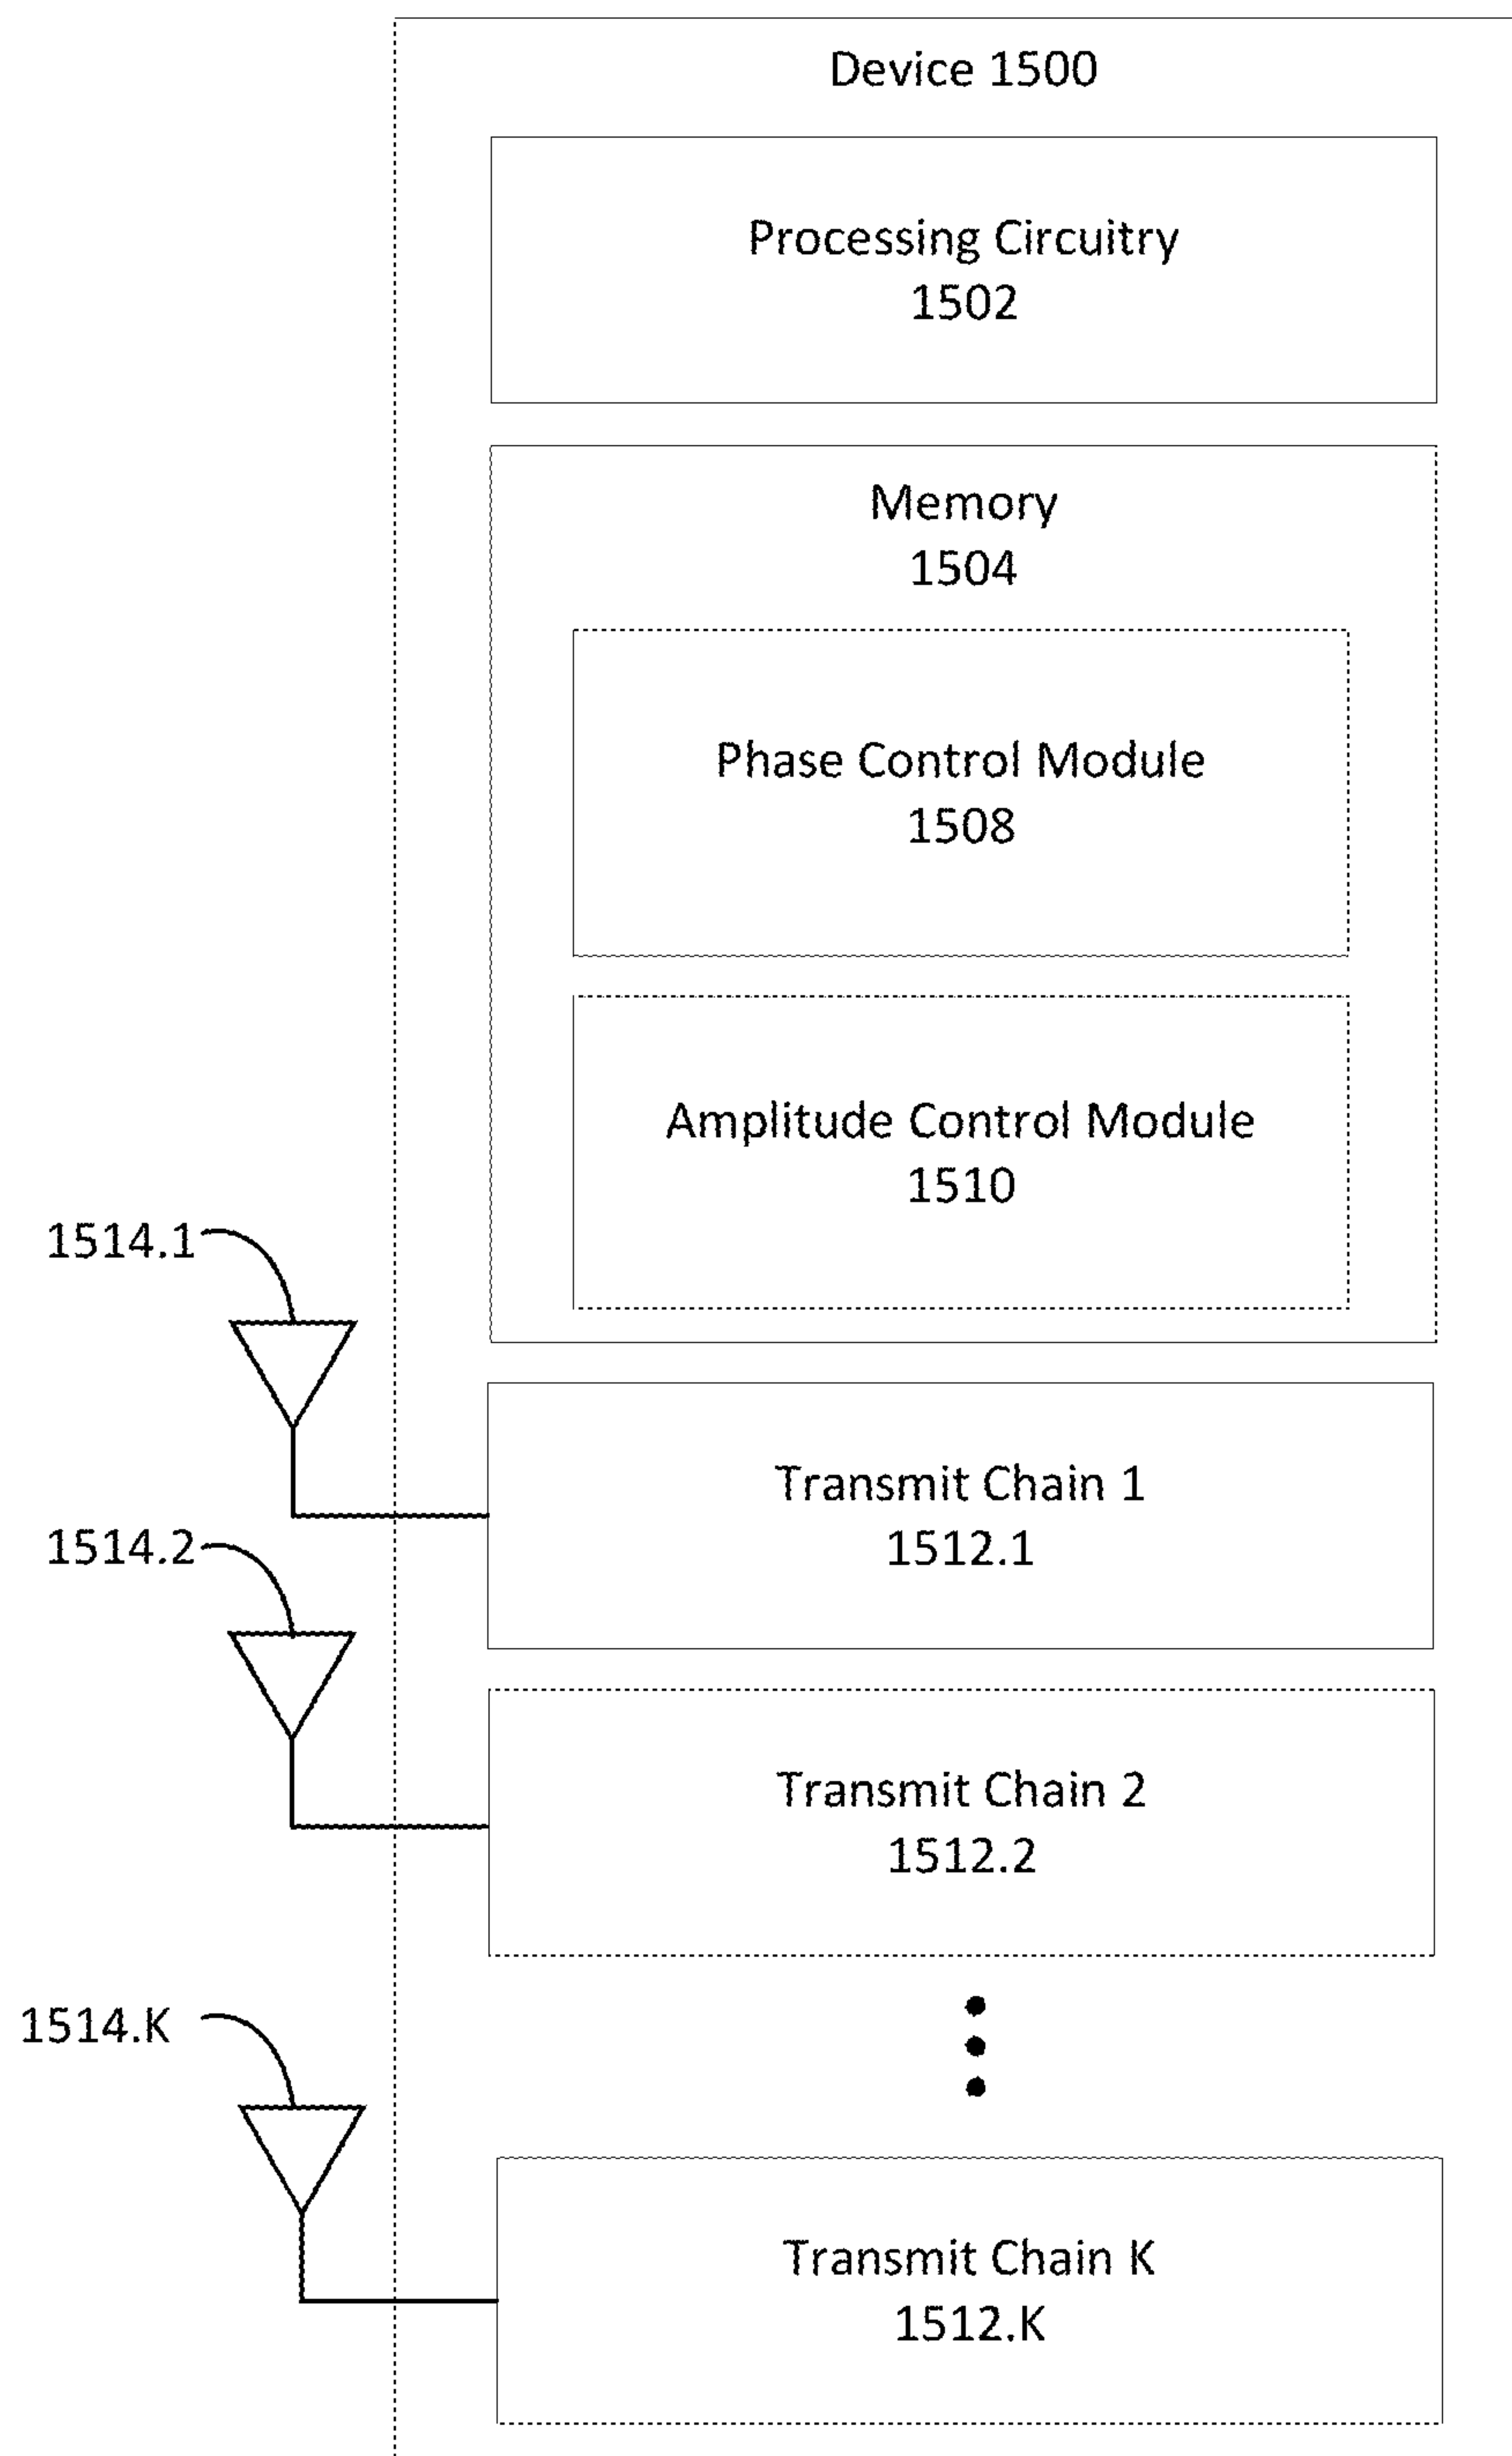 Device 1500
Processing Circuitry
1502
Memory
1504
Phase Control Module
1508
Amplitude Control Module
1510
1514.1
Transmit Chain 1
1512.1
1514.2
Transmit Chain 2
1512.2
1514.K
Transmit Chain K
1512.K